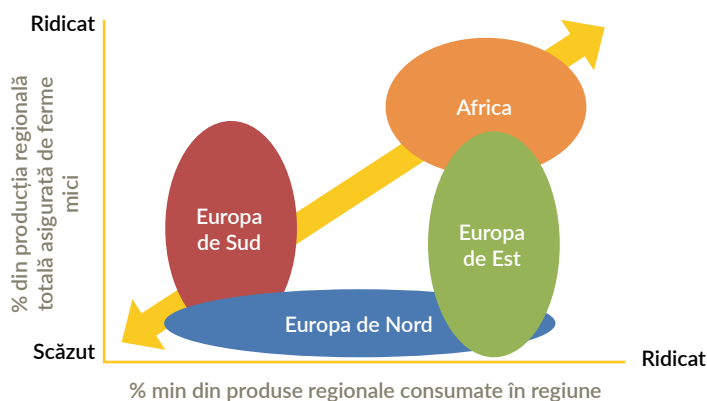 Ridicat
% din producția regională
totală asigurată de ferme
mici
Africa
Europa
de Sud
Europa
de Est
Europa de Nord
Scăzut
Ridicat
% min din produse regionale consumate în regiune